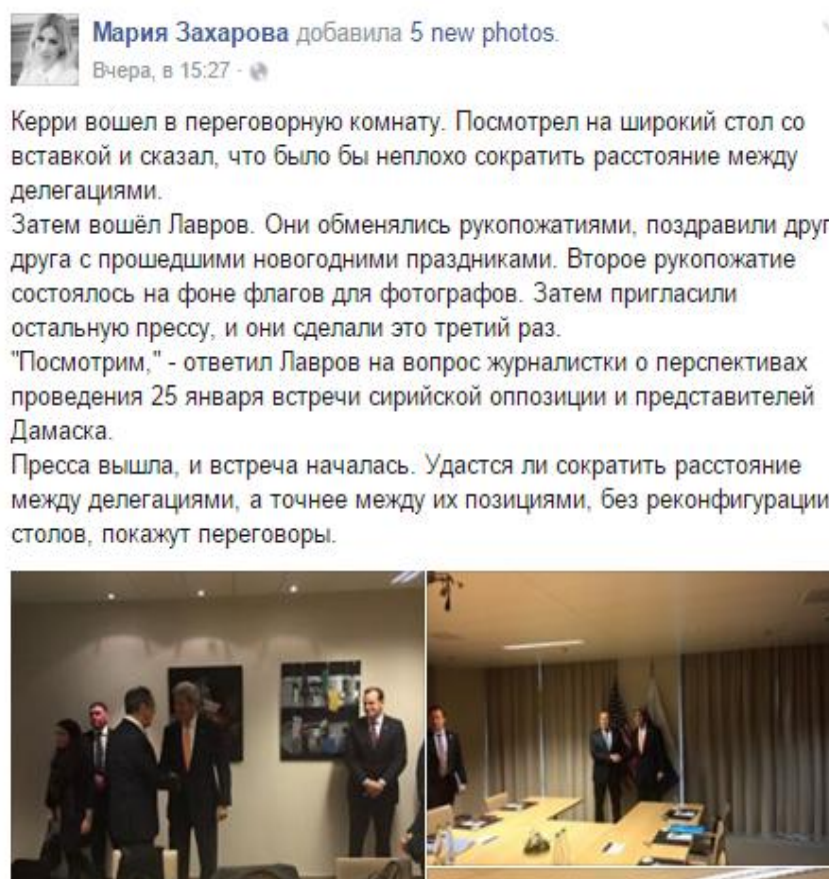 Мария Захарова добавила 5 new photos.
Вчера, в 15:27 ·
Керри вошел в переговорную комнату. Посмотрел на широкий стол со
вставкой и сказал, что было бы неплохо сократить расстояние между
делегациями.
Затем вошёл Лавров. Они обменялись рукопожатиями, поздравили друг
друга с прошедшими новогодними праздниками. Второе рукопожатие
состоялось на фоне флагов для фотографов. Затем пригласили
остальную прессу, и они сделали это третий раз.
"Посмотрим," - ответил Лавров на вопрос журналистки о перспективах
проведения 25 января встречи сирийской оппозиции и представителей
Дамаска.
Пресса вышла, и встреча началась. Удастся ли сократить расстояние
между делегациями, а точнее между их позициями, без реконфигурации
столов, покажут переговоры.